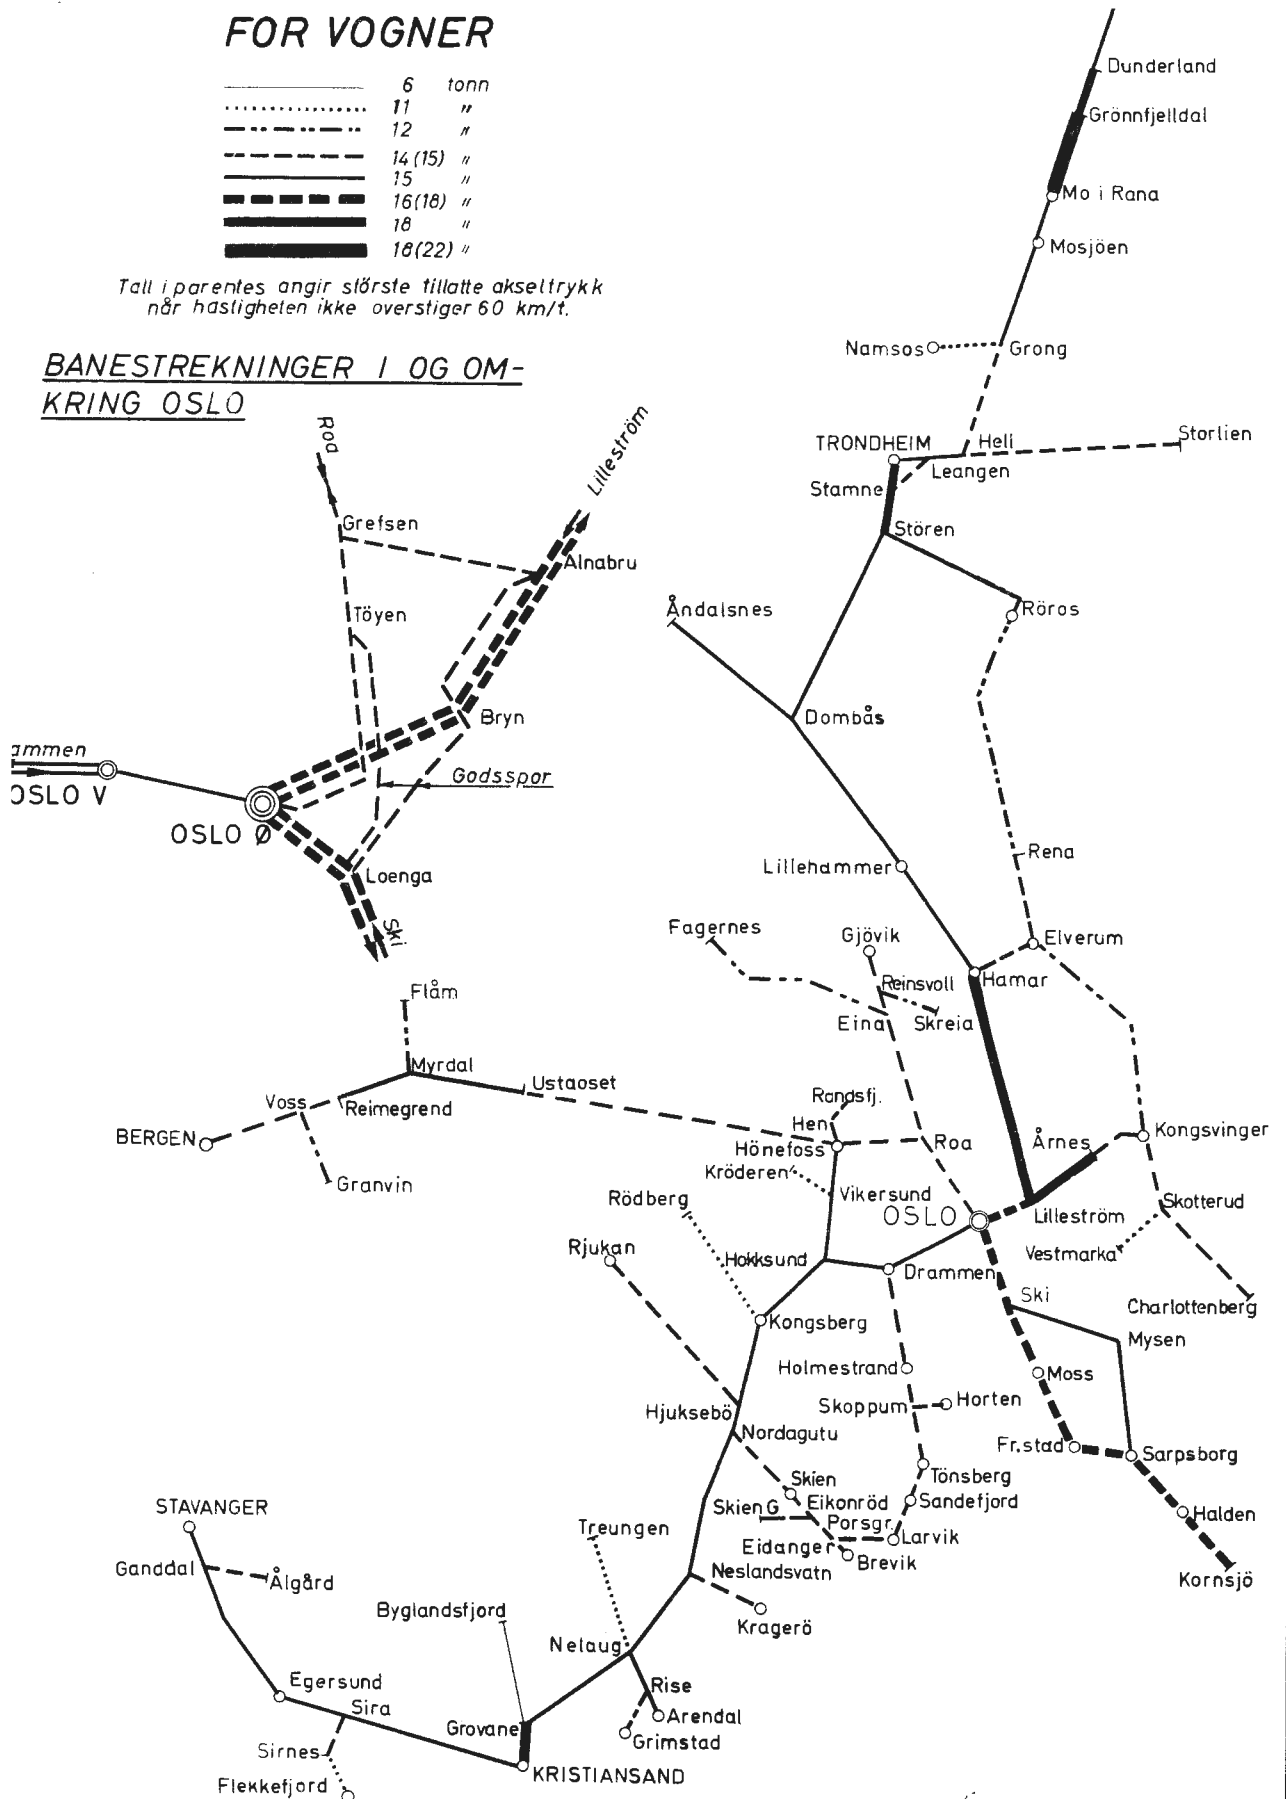 FOR VOGNER
6 tonn
11 "
12 "
14(15) "
15 "
16(18) "
18 "
18(22) "
Tall i parentes angir största tillatte akseltrykk
når hastigheten ikke overstiger 60 km/t.
BANESTREKNINGER I OG OM-
KRING OSLO
Roa
Lilleström
Grefsen
Alnabru
Töyen
Bryn
ammen
OSLO V
Godsspor
OSLO Ø
Loenga
Ski
Dunderland
Grönnfjelldal
Mo i Rana
Mosjöen
Namsos
Grong
TRONDHEIM
Hell
Storlien
Leangen
Stamne
Stören
Åndalsnes
Röros
Dombås
Rena
Lillehammer
Elverum
Fagernes
Gjövik
Reinsvoll
Hamar
Eina
Skreia
Flåm
Myrdal
Ustaoset
Voss
Reimegrend
BERGEN
Granvin
Randsfj.
Hen
Hönefoss
Roa
Årnes
Kongsvinger
Kröderen
Vikersund
OSLO
Lilleström
Skotterud
Rödberg
Vestmarka
Rjukan
Hokksund
Drammen
Ski
Charlottenberg
Kongsberg
Mysen
Holmestrand
Moss
Skoppum
Horten
Hjuksebö
Nordagutu
Fr.stad
Sarpsborg
Skien
Tönsberg
Skien G
Eikonröd
Sandefjord
Porsgr.
Halden
Larvik
Eidanger
Brevik
Kornsjö
STAVANGER
Treungen
Ganddal
Ålgård
Neslandsvatn
Byglandsfjord
Kragerö
Nelaug
Egersund
Rise
Sira
Arendal
Grovane
Grimstad
Sirnes
KRISTIANSAND
Flekkefjord